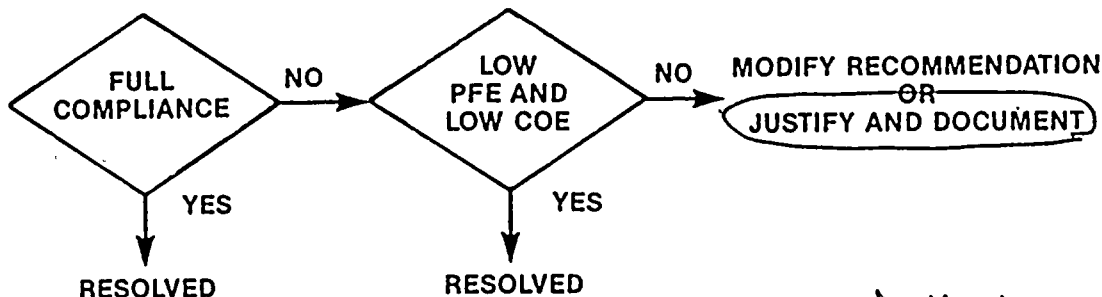 FULL
COMPLIANCE
NO
LOW
PFE AND
LOW COE
NO
MODIFY RECOMMENDATION
OR
JUSTIFY AND DOCUMENT
YES
YES
RESOLVED
RESOLVED